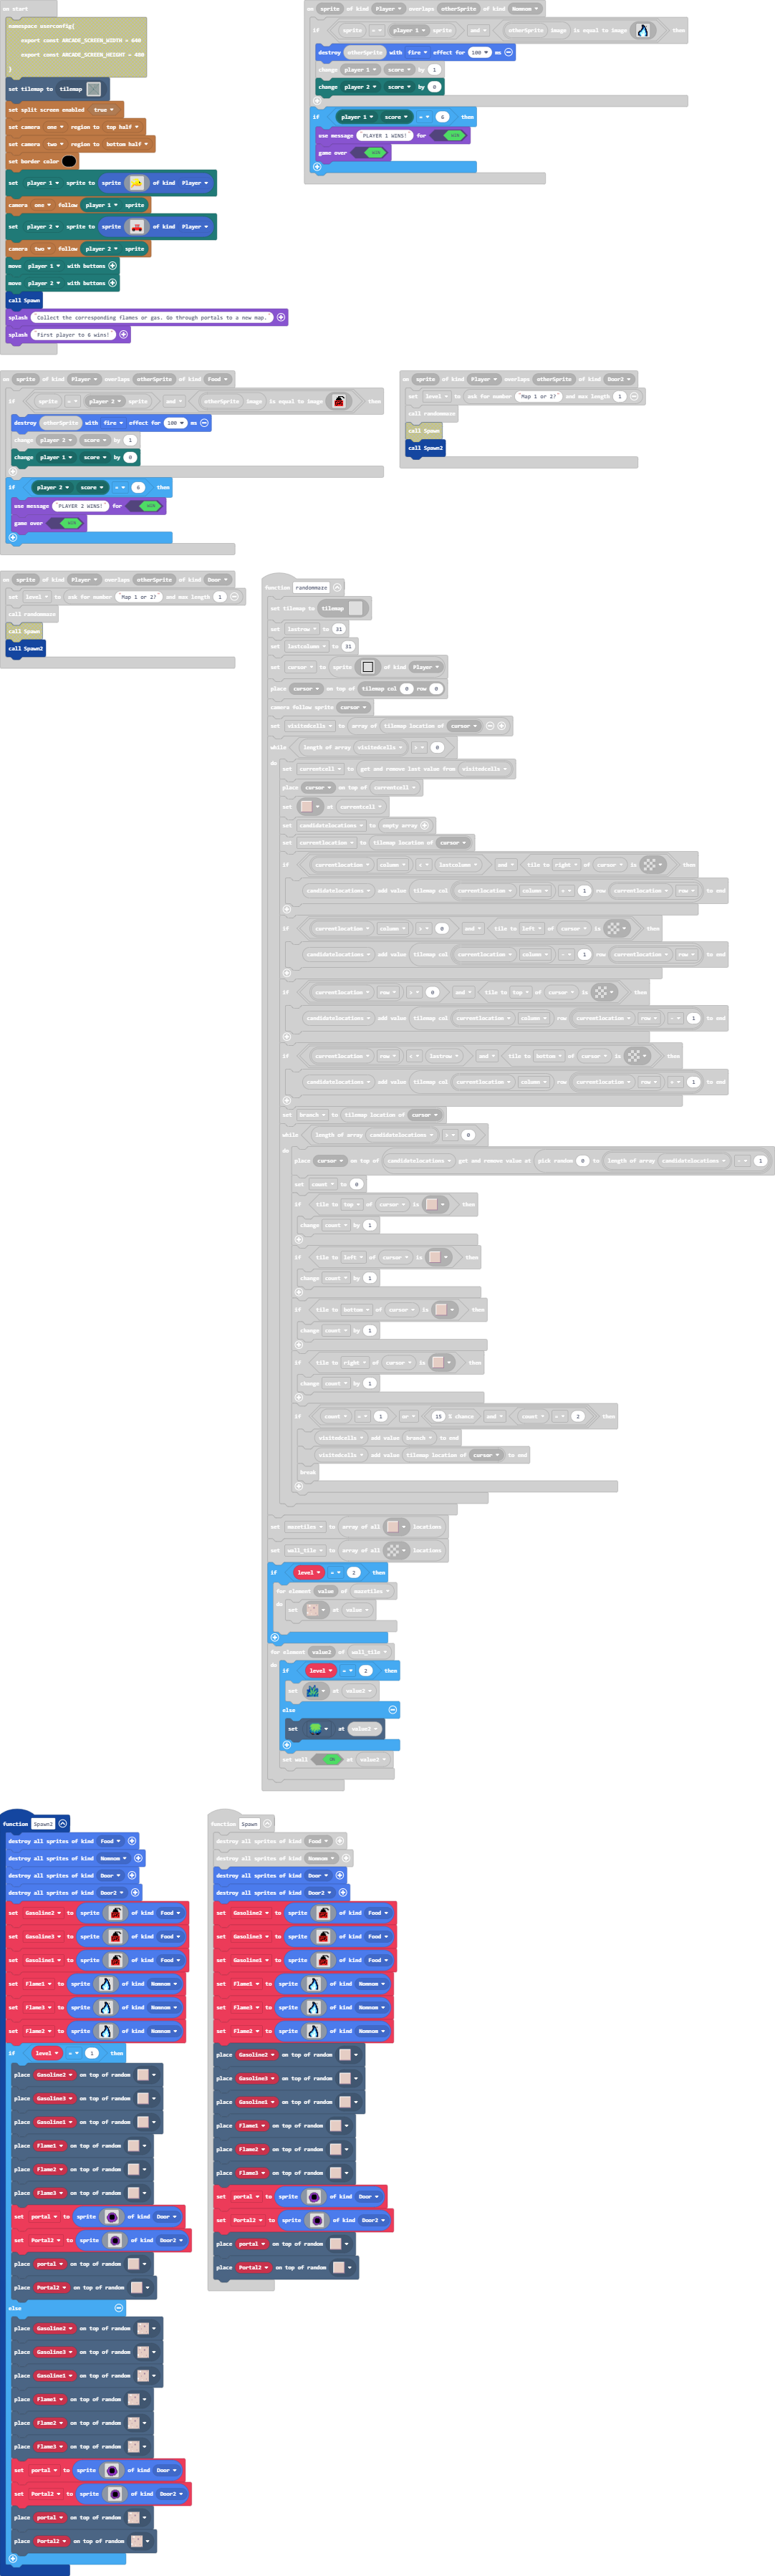 on start
namespace userconfig{
export const ARCADE_SCREEN_WIDTH = 640
export const ARCADE_SCREEN_HEIGHT = 480
}
set tilemap to tilemap
set split screen enabled true
set camera one region to top half
set camera two region to bottom half
set border color
set player 1 sprite to sprite of kind Player
camera one follow player 1 sprite
set player 2 sprite to sprite of kind Player
camera two follow player 2 sprite
move player 1 with buttons
move player 2 with buttons
call Spawn
splash "Collect the corresponding flames or gas. Go through portals to a new map."
splash "First player to 6 wins!"
on sprite of kind Player overlaps otherSprite of kind Nomnom
if sprite = player 1 sprite and otherSprite image is equal to image then
destroy otherSprite with fire effect for 100 ms
change player 1 score by 1
change player 2 score by 0
if player 1 score = 6 then
use message "PLAYER 1 WINS!" for WIN
game over WIN
on sprite of kind Player overlaps otherSprite of kind Food
if sprite = player 2 sprite and otherSprite image is equal to image then
destroy otherSprite with fire effect for 100 ms
change player 2 score by 1
change player 1 score by 0
if player 2 score = 6 then
use message "PLAYER 2 WINS!" for WIN
game over WIN
on sprite of kind Player overlaps otherSprite of kind Door2
set level to ask for number "Map 1 or 2?" and max length 1
call randommaze
call Spawn
call Spawn2
on sprite of kind Player overlaps otherSprite of kind Door
set level to ask for number "Map 1 or 2?" and max length 1
call randommaze
call Spawn
call Spawn2
function randommaze
set tilemap to tilemap
set lastrow to 31
set lastcolumn to 31
set cursor to sprite of kind Player
place cursor on top of tilemap col 0 row 0
camera follow sprite cursor
set visitedcells to array of tilemap location of cursor
while length of array visitedcells > 0
do
set currentcell to get and remove last value from visitedcells
place cursor on top of currentcell
set at currentcell
set candidatelocations to empty array
set currentlocation to tilemap location of cursor
if currentlocation column < lastcolumn and tile to right of cursor is then
candidatelocations add value tilemap col currentlocation column + 1 row currentlocation row to end
if currentlocation column > 0 and tile to left of cursor is then
candidatelocations add value tilemap col currentlocation column - 1 row currentlocation row to end
if currentlocation row > 0 and tile to top of cursor is then
candidatelocations add value tilemap col currentlocation column row currentlocation row - 1 to end
if currentlocation row < lastrow and tile to bottom of cursor is then
candidatelocations add value tilemap col currentlocation column row currentlocation row + 1 to end
set branch to tilemap location of cursor
while length of array candidatelocations > 0
do
place cursor on top of candidatelocations get and remove value at pick random 0 to length of array candidatelocations - 1
set count to 0
if tile to top of cursor is then
change count by 1
if tile to left of cursor is then
change count by 1
if tile to bottom of cursor is then
change count by 1
if tile to right of cursor is then
change count by 1
if count = 1 or 15 % chance and count = 2 then
visitedcells add value branch to end
visitedcells add value tilemap location of cursor to end
break
set mazetiles to array of all locations
set wall_tile to array of all locations
if level = 2 then
for element value of mazetiles
do
set at value
for element value2 of wall_tile
do
if level = 2 then
set at value2
else
set at value2
set wall ON at value2
function Spawn2
destroy all sprites of kind Food
destroy all sprites of kind Nomnom
destroy all sprites of kind Door
destroy all sprites of kind Door2
set Gasoline2 to sprite of kind Food
set Gasoline3 to sprite of kind Food
set Gasoline1 to sprite of kind Food
set Flame1 to sprite of kind Nomnom
set Flame3 to sprite of kind Nomnom
set Flame2 to sprite of kind Nomnom
if level = 1 then
place Gasoline2 on top of random
place Gasoline3 on top of random
place Gasoline1 on top of random
place Flame1 on top of random
place Flame2 on top of random
place Flame3 on top of random
set portal to sprite of kind Door
set Portal2 to sprite of kind Door2
place portal on top of random
place Portal2 on top of random
else
place Gasoline2 on top of random
place Gasoline3 on top of random
place Gasoline1 on top of random
place Flame1 on top of random
place Flame2 on top of random
place Flame3 on top of random
set portal to sprite of kind Door
set Portal2 to sprite of kind Door2
place portal on top of random
place Portal2 on top of random
function Spawn
destroy all sprites of kind Food
destroy all sprites of kind Nomnom
destroy all sprites of kind Door
destroy all sprites of kind Door2
set Gasoline2 to sprite of kind Food
set Gasoline3 to sprite of kind Food
set Gasoline1 to sprite of kind Food
set Flame1 to sprite of kind Nomnom
set Flame3 to sprite of kind Nomnom
set Flame2 to sprite of kind Nomnom
place Gasoline2 on top of random
place Gasoline3 on top of random
place Gasoline1 on top of random
place Flame1 on top of random
place Flame2 on top of random
place Flame3 on top of random
set portal to sprite of kind Door
set Portal2 to sprite of kind Door2
place portal on top of random
place Portal2 on top of random